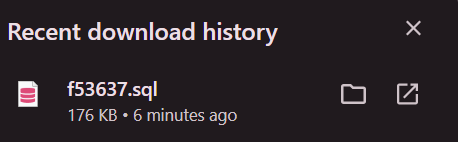 Recent download history
f53637.sql
176 KB • 6 minutes ago